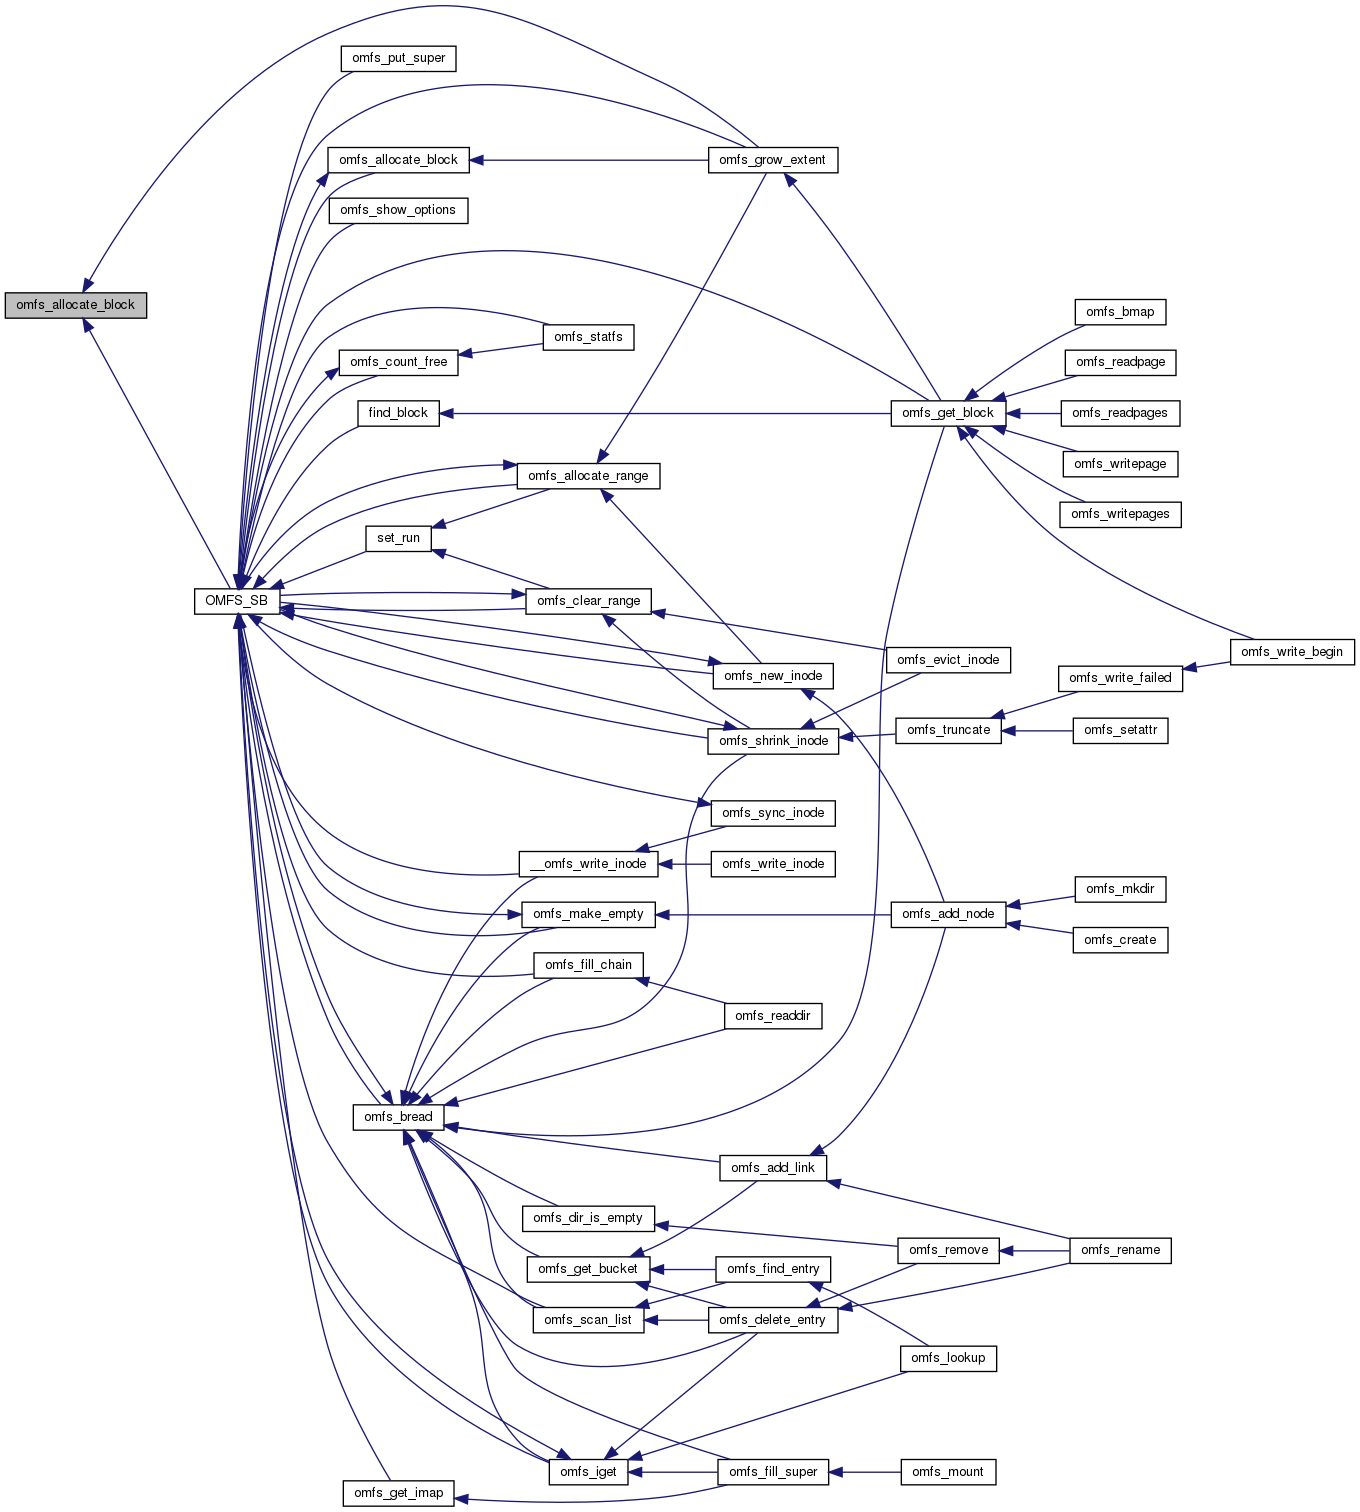 omfs_put_super
omfs_allocate_block
omfs_grow_extent
omfs_show_options
omfs_allocate_block
omfs_bmap
omfs_statfs
omfs_count_free
omfs_readpage
find_block
omfs_get_block
omfs_readpages
omfs_writepage
omfs_allocate_range
omfs_writepages
set_run
OMFS_SB
omfs_clear_range
omfs_write_begin
omfs_evict_inode
omfs_new_inode
omfs_write_failed
omfs_truncate
omfs_setattr
omfs_shrink_inode
omfs_sync_inode
__omfs_write_inode
omfs_write_inode
omfs_mkdir
omfs_make_empty
omfs_add_node
omfs_create
omfs_fill_chain
omfs_readdir
omfs_bread
omfs_add_link
omfs_dir_is_empty
omfs_remove
omfs_rename
omfs_get_bucket
omfs_find_entry
omfs_scan_list
omfs_delete_entry
omfs_lookup
omfs_iget
omfs_fill_super
omfs_mount
omfs_get_imap